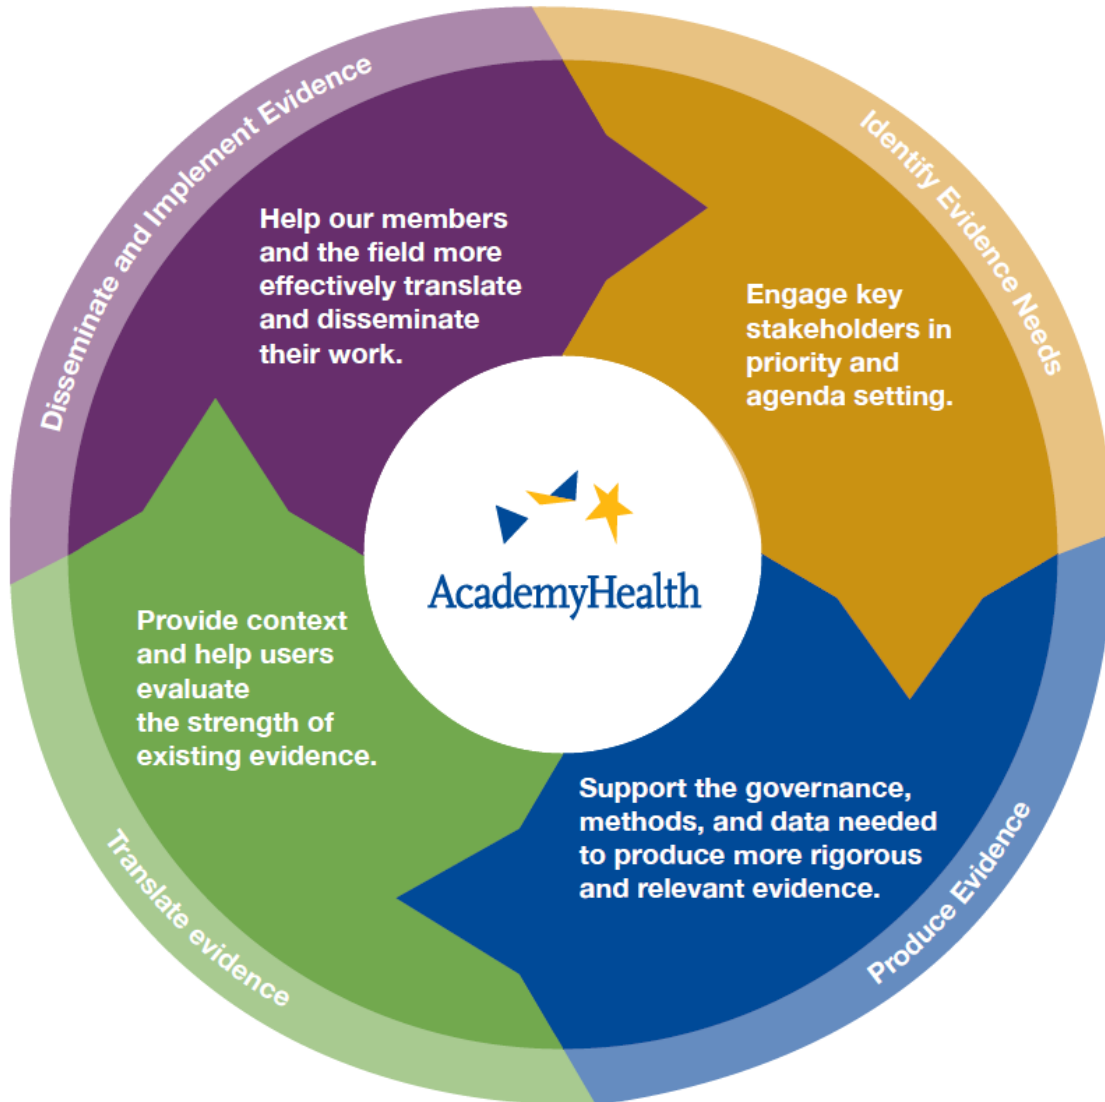 Disseminate and Implement Evidence
Help our members
and the field more
effectively translate
and disseminate
their work.
Identify Evidence Needs
Engage key
stakeholders in
priority and
agenda setting.
AcademyHealth
Provide context
and help users
evaluate
the strength of
existing evidence.
Translate evidence
Support the governance,
methods, and data needed
to produce more rigorous
and relevant evidence.
Produce Evidence